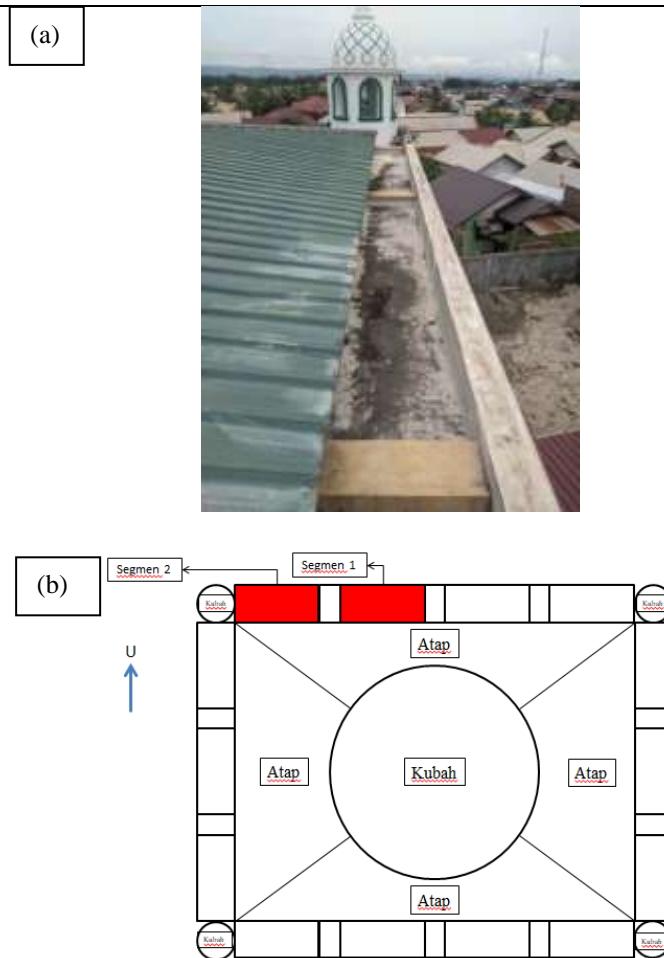 (a)
(b)
Segmen 2
Segmen 1
U
Kubah
Kubah
Atap
Atap
Kubah
Atap
Atap
Kubah
Kubah